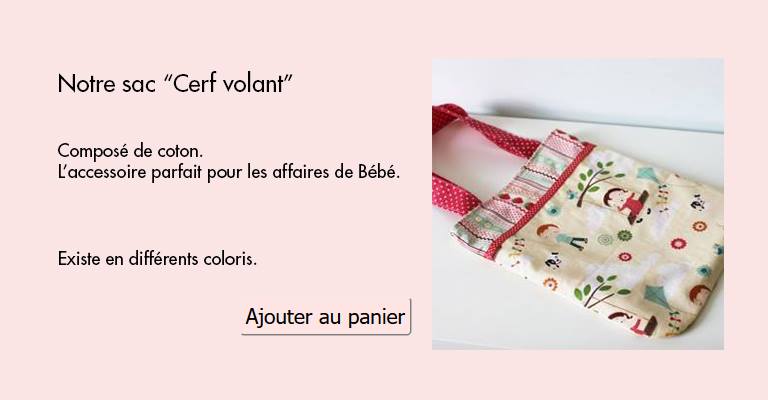 Notre sac “Cerf volant”
Composé de coton.
L’accessoire parfait pour les affaires de Bébé.
Existe en différents coloris.
Ajouter au panier